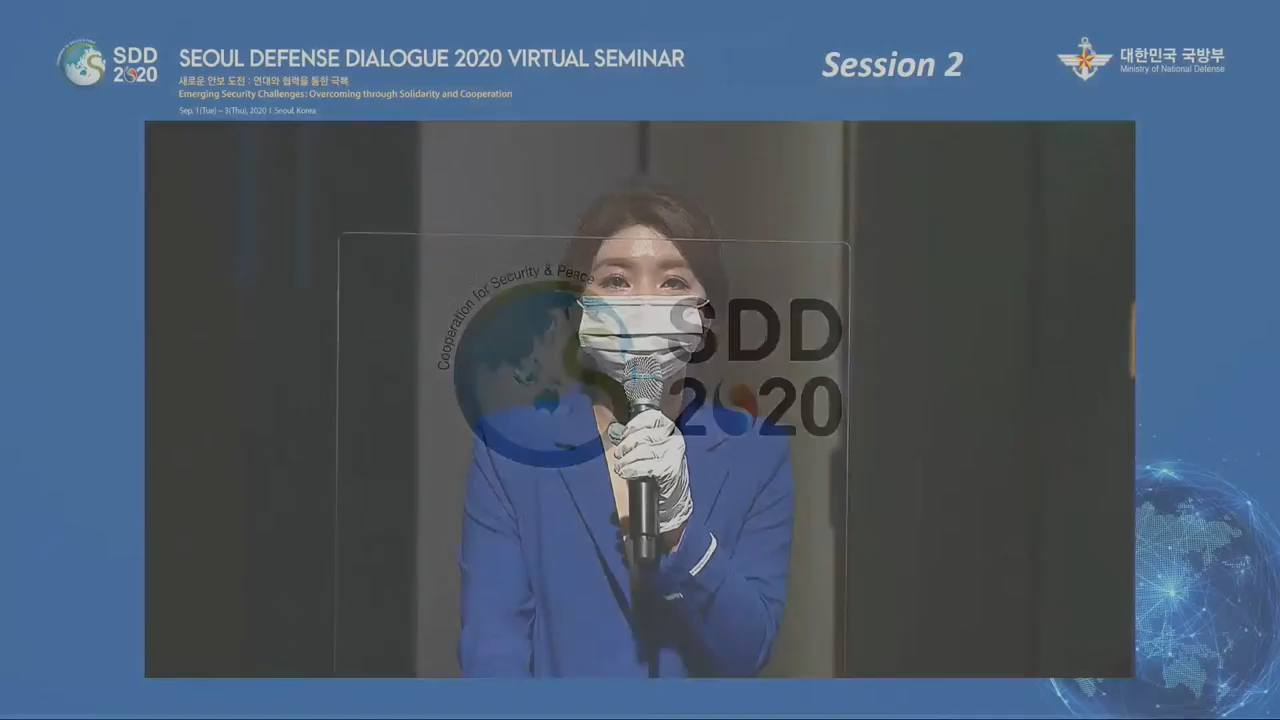 SDD
2020
SEOUL DEFENSE DIALOGUE 2020 VIRTUAL SEMINAR
새로운 안보 도전 : 연대와 협력을 통한 극복
Emerging Security Challenges: Overcoming through Solidarity and Cooperation
Sep. 1(Tue) – 3(Thu), 2020 I Seoul, Korea
Session 2
대한민국 국방부
Ministry of National Defense
Cooperation for Security & Peace
SDD
2020